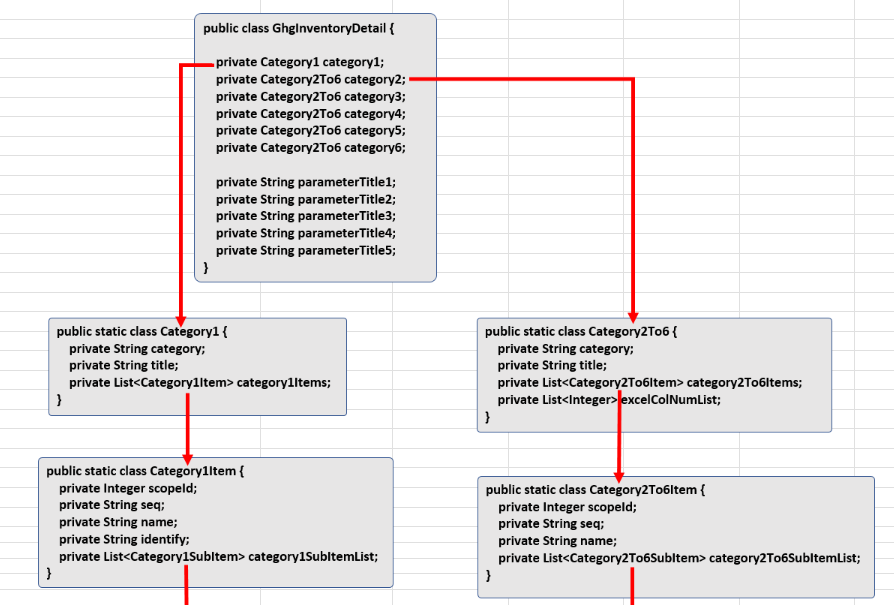 public class GhgInventoryDetail {
private Category1 category1;
private Category2To6 category2;
private Category2To6 category3;
private Category2To6 category4;
private Category2To6 category5;
private Category2To6 category6;
private String parameterTitle1;
private String parameterTitle2;
private String parameterTitle3;
private String parameterTitle4;
private String parameterTitle5;
}
public static class Category1 {
private String category;
private String title;
private List<Category1Item> category1Items;
}
public static class Category2To6 {
private String category;
private String title;
private List<Category2To6Item> category2To6Items;
private List<Integer> excelColNumList;
}
public static class Category1Item {
private Integer scopeId;
private String seq;
private String name;
private String identify;
private List<Category1SubItem> category1SubItemList;
}
public static class Category2To6Item {
private Integer scopeId;
private String seq;
private String name;
private List<Category2To6SubItem> category2To6SubItemList;
}